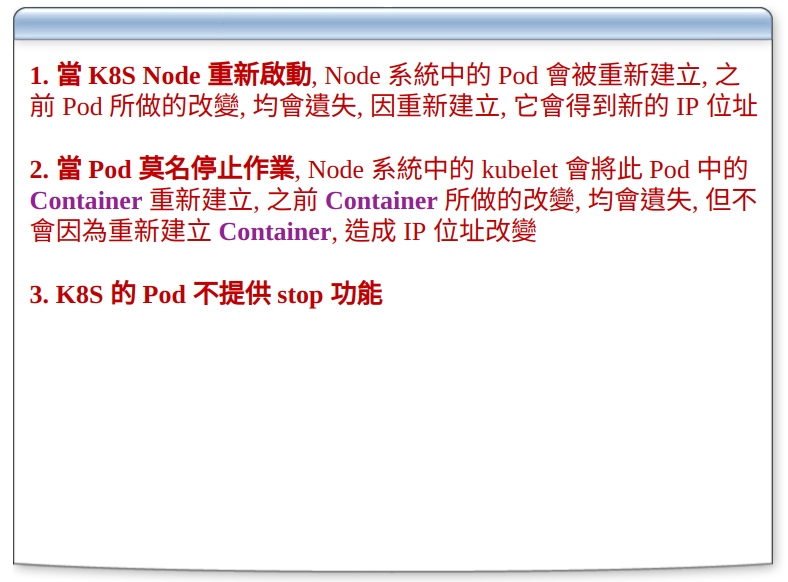 1. 當 K8S Node 重新啟動, Node 系統中的 Pod 會被重新建立, 之
前 Pod 所做的改變, 均會遺失, 因重新建立, 它會得到新的 IP 位址
2. 當 Pod 莫名停止作業, Node 系統中的 kubelet 會將此 Pod 中的
Container 重新建立, 之前 Container 所做的改變, 均會遺失, 但不
會因為重新建立 Container, 造成 IP 位址改變
3. K8S 的 Pod 不提供 stop 功能